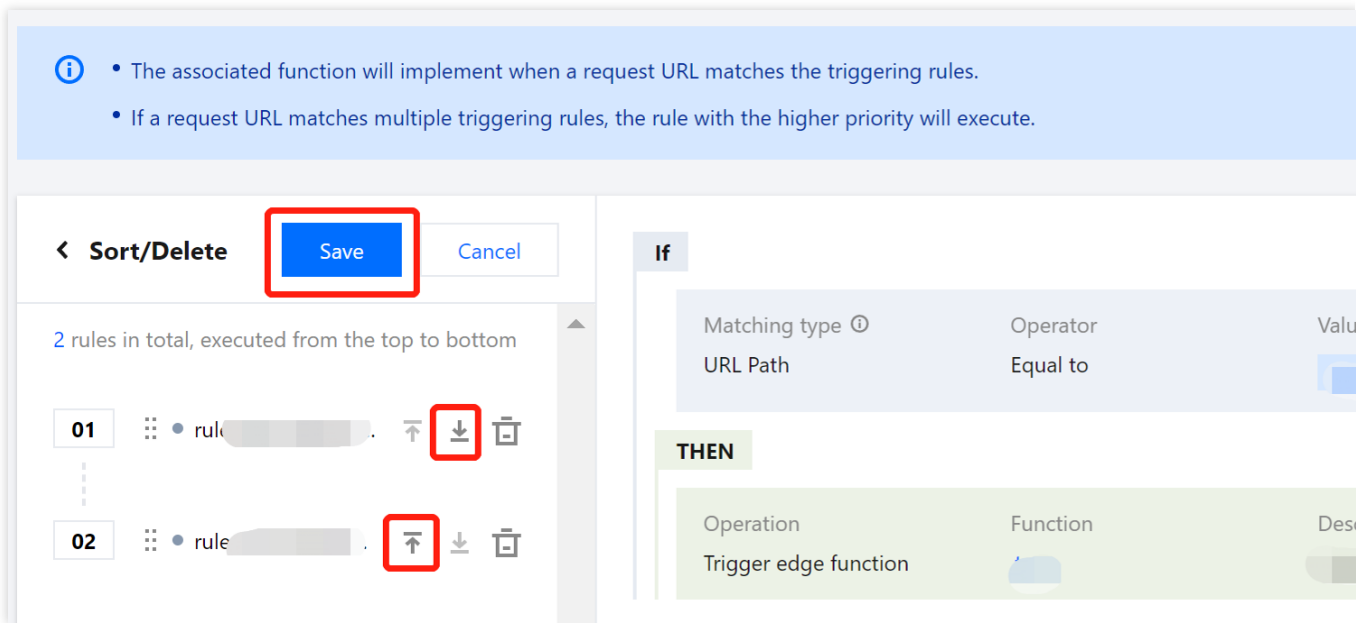 The associated function will implement when a request URL matches the triggering rules.
If a request URL matches multiple triggering rules, the rule with the higher priority will execute.
Sort/Delete
Save
Cancel
2 rules in total, executed from the top to bottom
01
02
rule
If
Matching type
Operator
URL Path
Equal to
THEN
Operation
Function
Trigger edge function